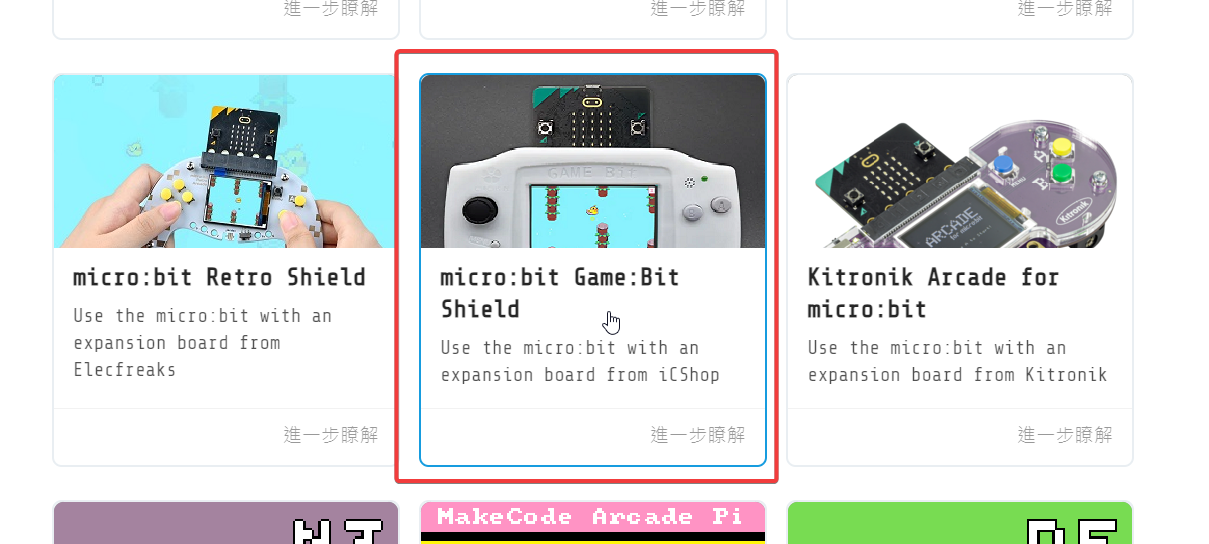 進一步瞭解
進一步瞭解
進一步瞭解
GAME Bit
B
A
Kitronik
ARCADE
for micro:bit
micro:bit Retro Shield
Use the micro:bit with an
expansion board from
Elecfreaks
進一步瞭解
micro:bit Game:Bit
Shield
Use the micro:bit with an
expansion board from iCShop
進一步瞭解
Kitronik Arcade for
micro:bit
Use the micro:bit with an
expansion board from Kitronik
進一步瞭解
MakeCode Arcade Pi